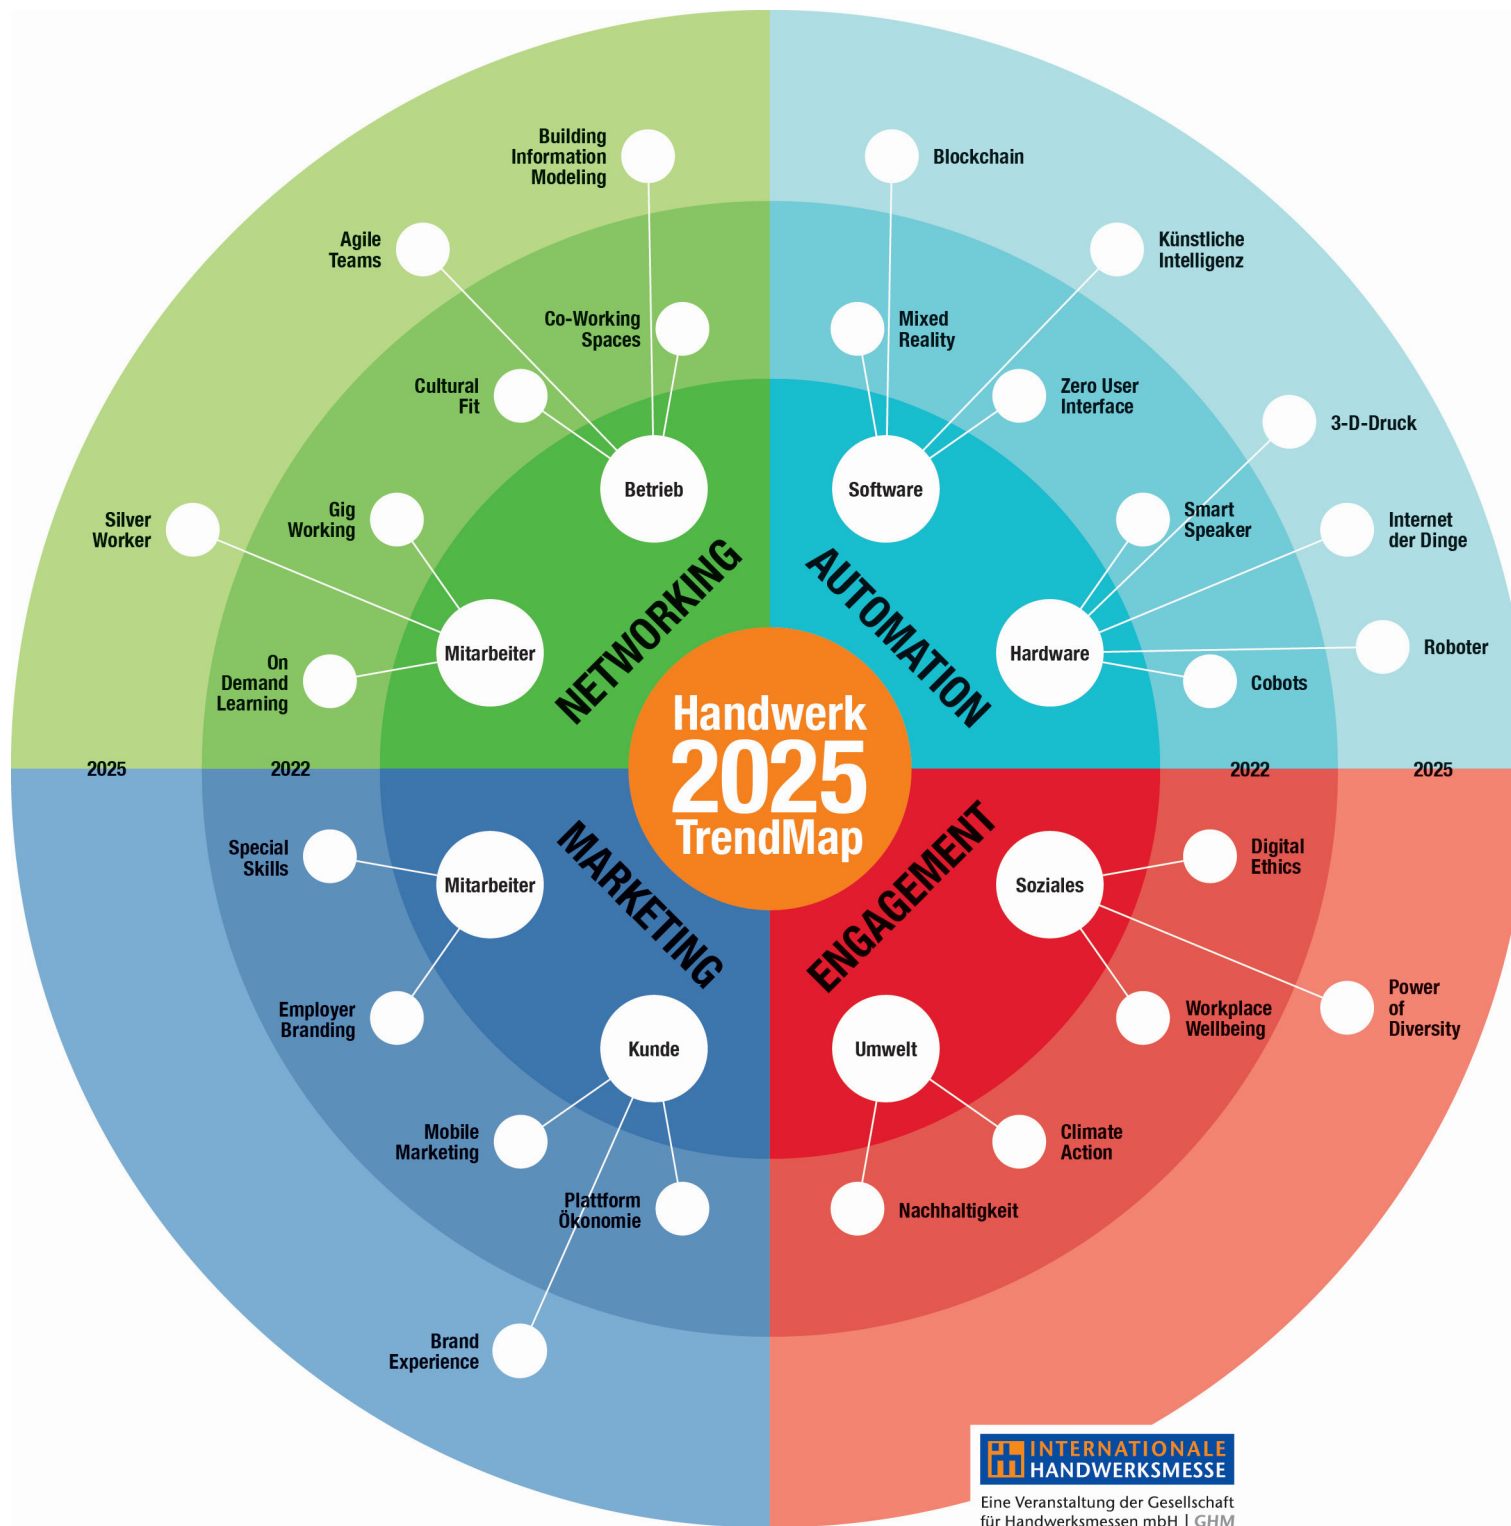 Building
Information
Modeling
Agile
Teams
Co-Working
Spaces
Cultural
Fit
Betrieb
Silver
Worker
Gig
Working
On
Demand
Learning
Mitarbeiter
NETWORKING
Blockchain
Künstliche
Intelligenz
Mixed
Reality
Zero User
Interface
Software
3-D-Druck
Smart
Speaker
Internet
der Dinge
Hardware
Roboter
Cobots
AUTOMATION
Handwerk
2025
TrendMap
2025
2022
2022
2025
Special
Skills
Mitarbeiter
Employer
Branding
MARKETING
Kunde
Mobile
Marketing
Plattform
Ökonomie
Brand
Experience
ENGAGEMENT
Soziales
Digital
Ethics
Power
of
Diversity
Workplace
Wellbeing
Umwelt
Climate
Action
Nachhaltigkeit
INTERNATIONALE
HANDWERKSMESSE
Eine Veranstaltung der Gesellschaft
für Handwerksmessen mbH | GHM